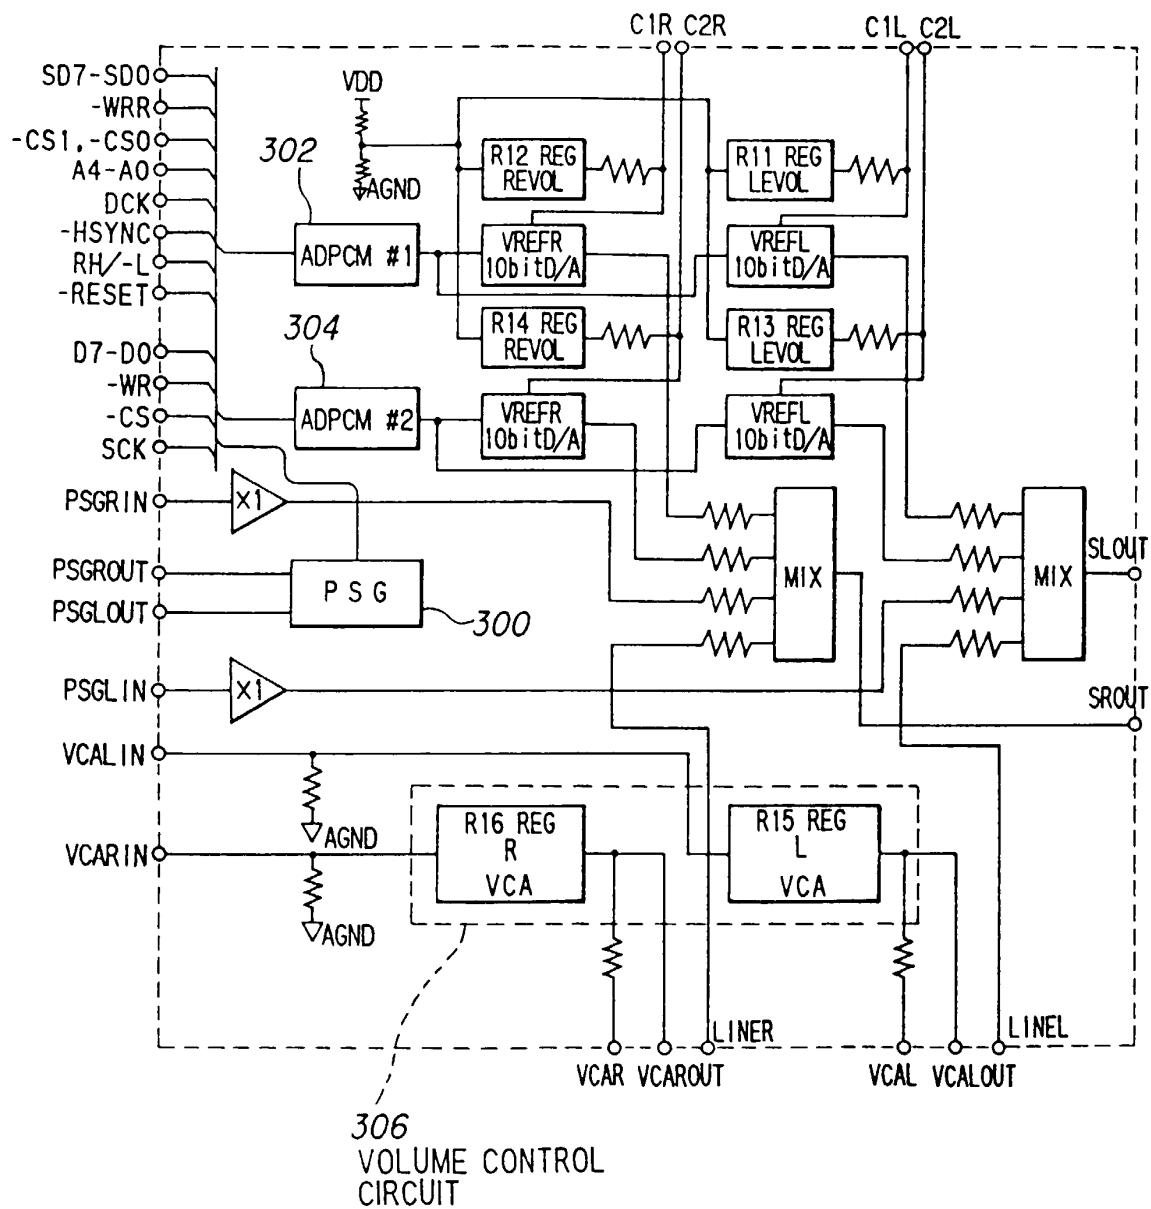 C1R C2R
C1L C2L
SD7-SD0
-WRR
-CS1,-CS0
A4-A0
DCK
-HSYNC
RH/-L
-RESET
D7-D0
-WR
-CS
SCK
PSGRIN
PSGROUT
PSGLOUT
PSGLIN
VCALIN
VCARIN
VDD
AGND
302
ADPCM #1
304
ADPCM #2
R12 REG
REVOL
R11 REG
LEVOL
VREFR
10bitD/A
VREFL
10bitD/A
R14 REG
REVOL
R13 REG
LEVOL
VREFR
10bitD/A
VREFL
10bitD/A
X1
PSG
300
X1
MIX
MIX
SLOUT
SROUT
AGND
AGND
R16 REG
R
VCA
R15 REG
L
VCA
LINER
LINEL
VCAR VCAROUT
VCAL VCALOUT
306
VOLUME CONTROL
CIRCUIT